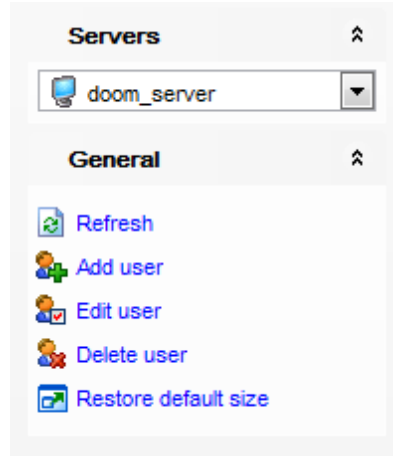 Servers
doom_server
General
Refresh
Add user
Edit user
Delete user
Restore default size